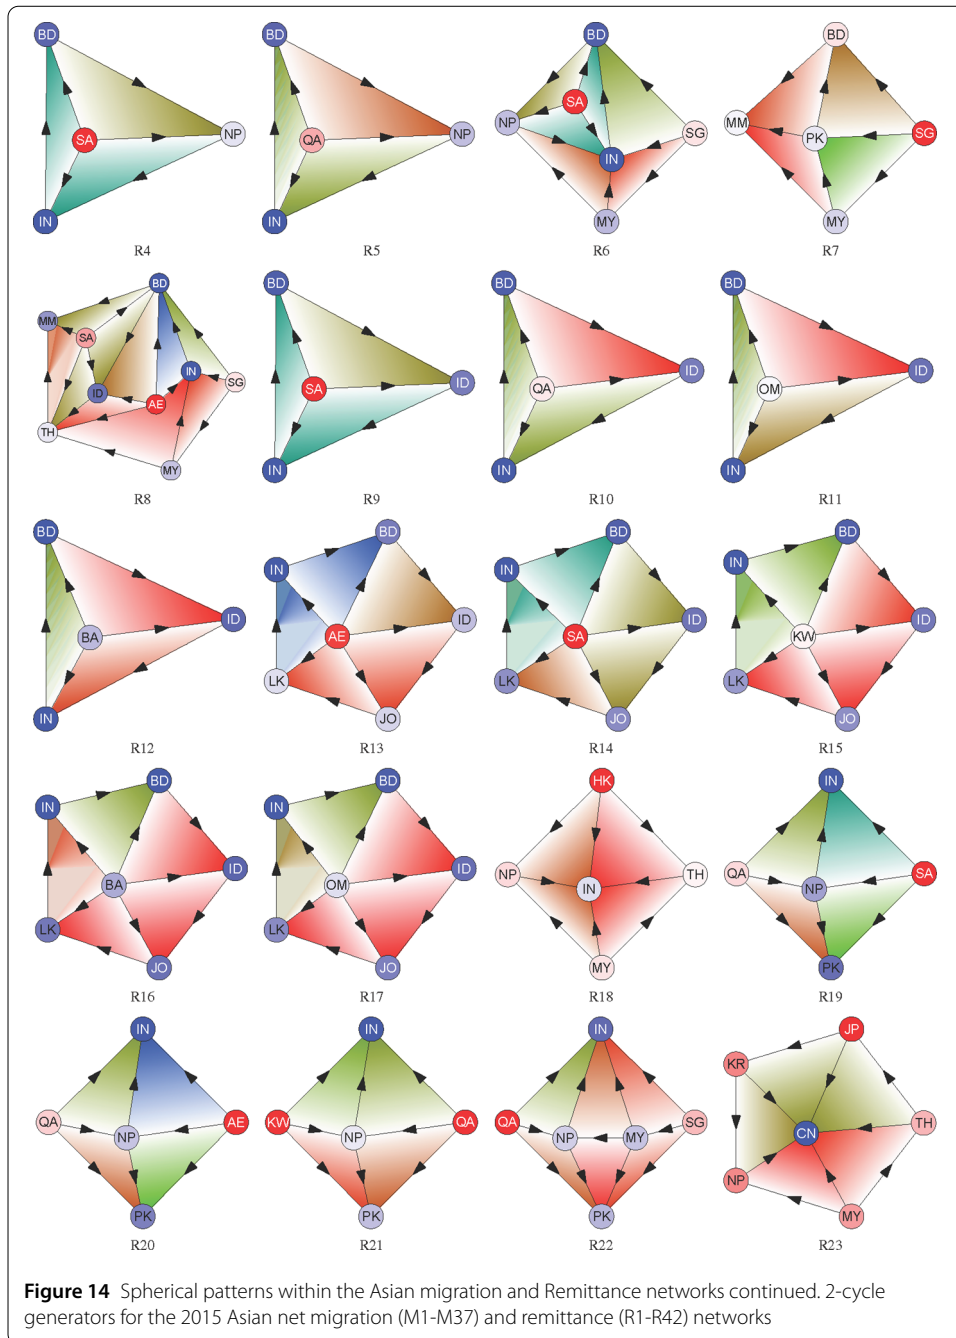 BD BD BD BD
SA NP QA NP NP SA SG IN MM PK SG
IN IN MY MY
R4 R5 R6 R7
BD BD BD BD
MM SA ID AE IN SG SA ID QA ID OM ID
TH MY IN IN IN
R8 R9 R10 R11
BD BD BD BD
IN IN IN
BA ID AE ID SA ID KW ID
IN LK JO LK JO LK JO
R12 R13 R14 R15
BD BD HK IN
IN IN
BA ID OM ID NP IN TH QA NP SA
LK JO LK JO MY PK
R16 R17 R18 R19
IN IN IN JP
KR
QA NP AE KW NP QA QA NP MY SG CN TH
PK PK PK NP MY
R20 R21 R22 R23
Figure 14 Spherical patterns within the Asian migration and Remittance networks continued. 2-cycle
generators for the 2015 Asian net migration (M1-M37) and remittance (R1-R42) networks